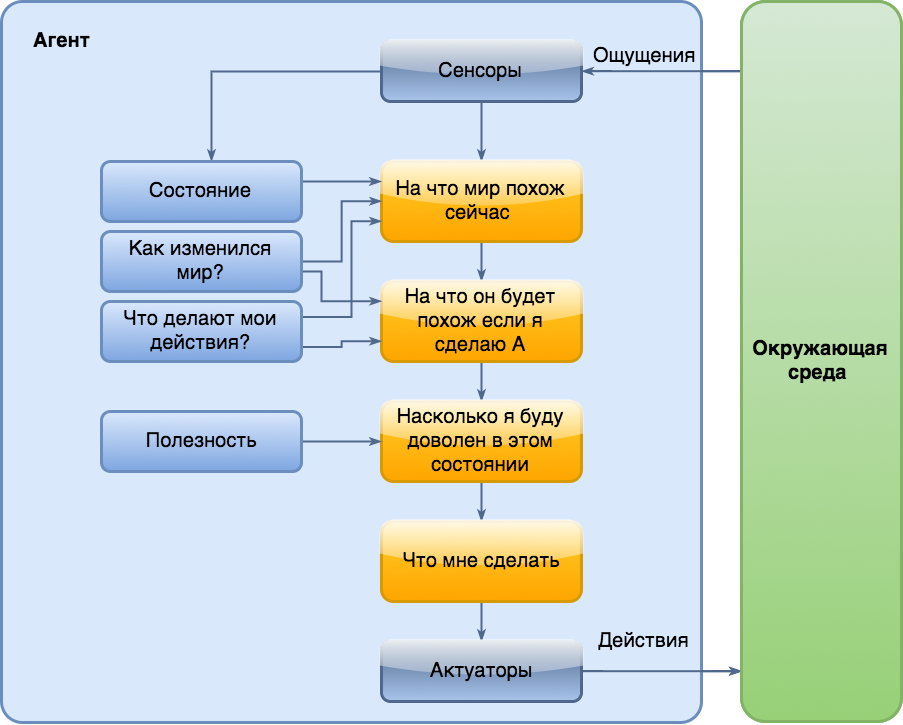 Агент
Сенсоры
Ощущения
Состояние
На что мир похож
сейчас
Как изменился
мир?
Что делают мои
действия?
На что он будет
похож если я
сделаю А
Окружающая
среда
Полезность
Насколько я буду
доволен в этом
состоянии
Что мне сделать
Актуаторы
Действия